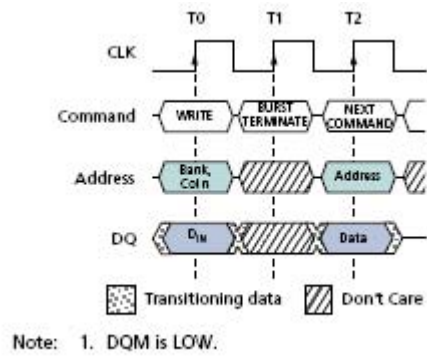 T0 T1 T2
CLK
Command WRITE BURST TERMINATE NEXT COMMAND
Address Bank, Col n Address
DQ DIN Data
Transitioning data Don't Care
Note: 1. DQM is LOW.